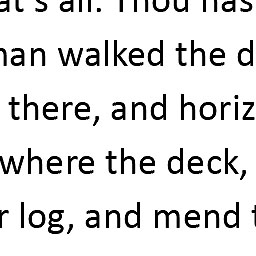 at's all. Thou has
man walked the d
there, and horiz
where the deck,
r log, and mend t